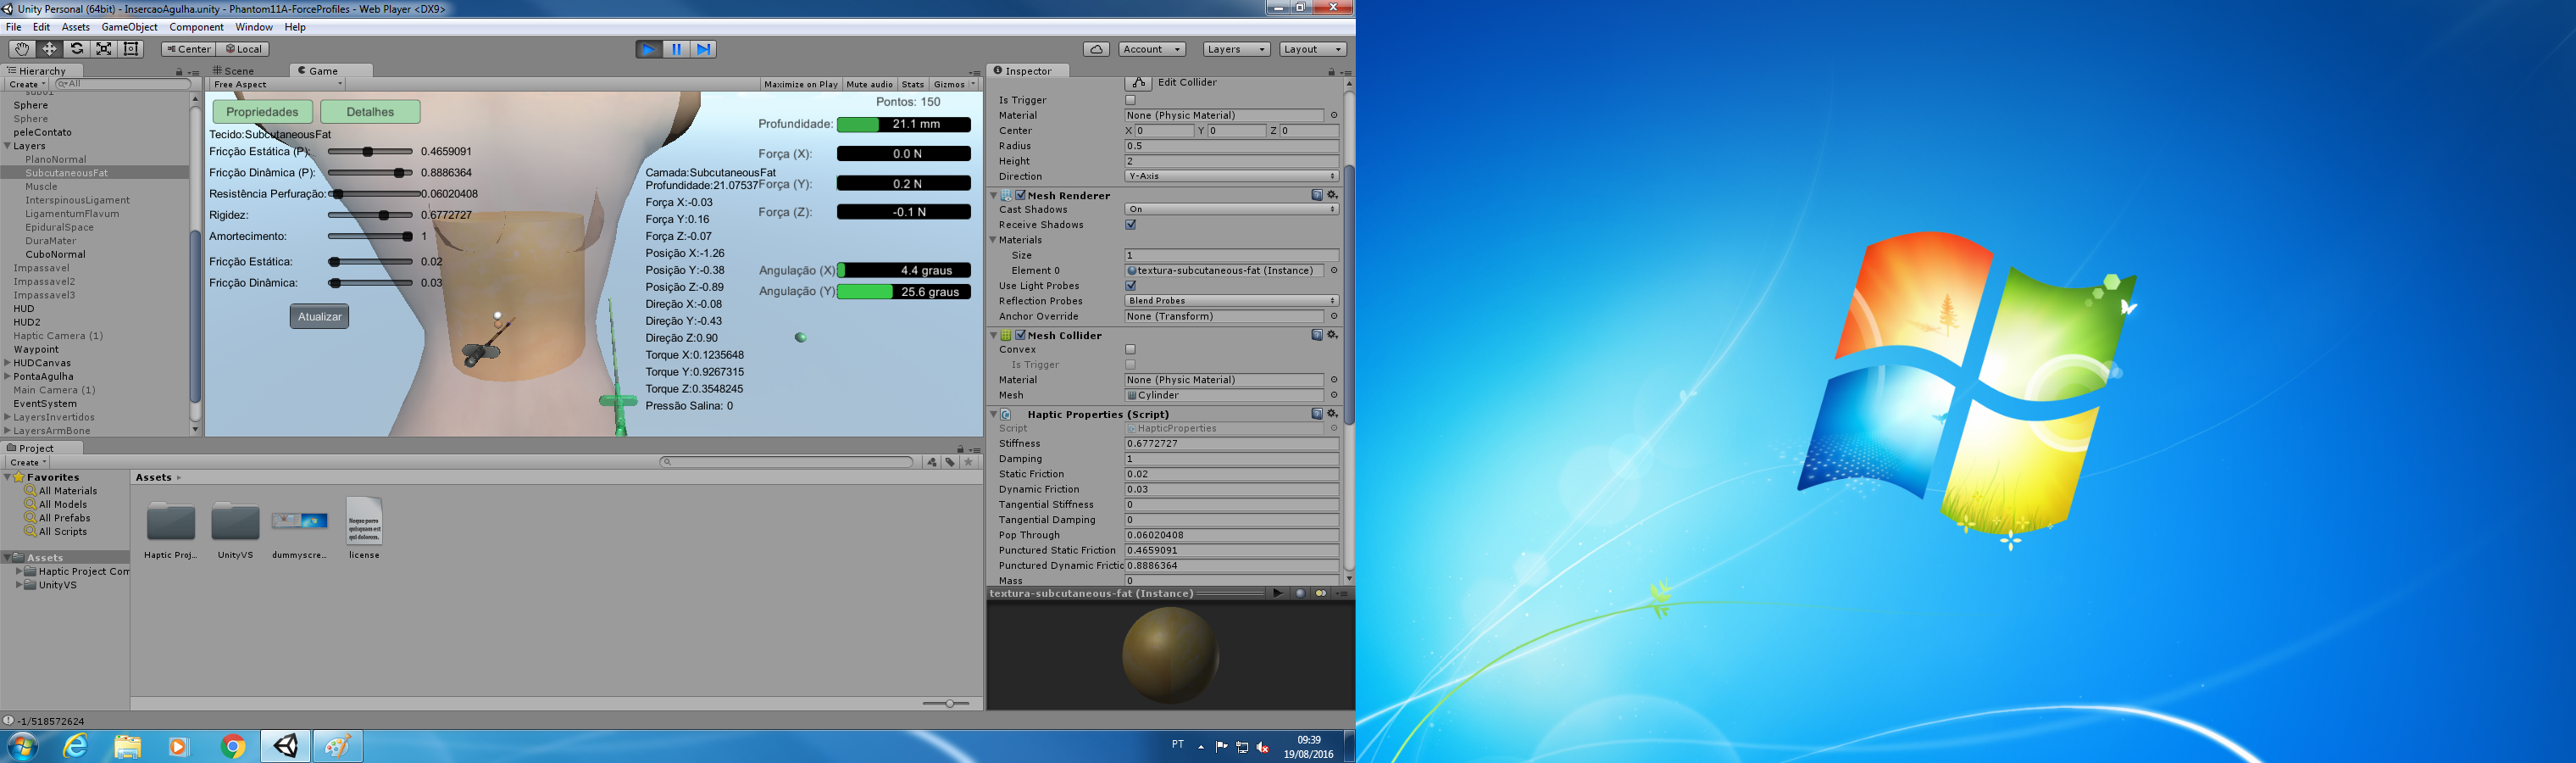 Unity Personal (64bit) - InsercaoAgulha.unity - Phantom11A-ForceProfiles - Web Player <DX9>
File Edit Assets GameObject Component Window Help
Center Local
Account Layers Layout
Hierarchy
Create All
Sphere
Sphere
peleContato
Layers
PlanoNormal
SubcutaneousFat
Muscle
InterspinousLigament
LigamentumFlavum
EpiduralSpace
DuraMater
CuboNormal
Impassavel
Impassavel2
Impassavel3
HUD
HUD2
Haptic Camera (1)
Waypoint
HUDCanvas
PontaAgulha
Main Camera (1)
EventSystem
LayersInvertidos
LayersArmBone
Scene Game
Free Aspect
Maximize on Play Mute audio Stats Gizmos
Propriedades Detalhes
Tecido:SubcutaneousFat
Fricção Estática (P): 0.4659091
Fricção Dinâmica (P): 0.8886364
Resistência Perfuração: 0.06020408
Rigidez: 0.6772727
Amortecimento: 1
Fricção Estática: 0.02
Fricção Dinâmica: 0.03
Atualizar
Camada:SubcutaneousFat
Profundidade:21.07537
Força X:-0.03
Força Y:0.16
Força Z:-0.07
Posição X:-1.26
Posição Y:-0.38
Posição Z:-0.89
Direção X:-0.08
Direção Y:-0.43
Direção Z:0.90
Torque X:0.1235648
Torque Y:0.9267315
Torque Z:0.3548245
Pressão Salina: 0
Pontos: 150
Profundidade: 21.1 mm
Força (X): 0.0 N
Força (Y): 0.2 N
Força (Z): -0.1 N
Angulação (X): 4.4 graus
Angulação (Y): 25.6 graus
Inspector
Edit Collider
Is Trigger
Material None (Physic Material)
Center X 0 Y 0 Z 0
Radius 0.5
Height 2
Direction Y-Axis
Mesh Renderer
Cast Shadows On
Receive Shadows
Materials
Size 1
Element 0 textura-subcutaneous-fat (Instance)
Use Light Probes
Reflection Probes Blend Probes
Anchor Override None (Transform)
Mesh Collider
Convex
Is Trigger
Material None (Physic Material)
Mesh Cylinder
Haptic Properties (Script)
Script HapticProperties
Stiffness 0.6772727
Damping 1
Static Friction 0.02
Dynamic Friction 0.03
Tangential Stiffness 0
Tangential Damping 0
Pop Through 0.06020408
Punctured Static Friction 0.4659091
Punctured Dynamic Frictic 0.8886364
Mass 0
textura-subcutaneous-fat (Instance)
Project
Create
Favorites
All Materials
All Models
All Prefabs
All Scripts
Assets
Haptic Project Com
UnityVS
Assets
Haptic Proj... UnityVS dummyscre... license
-1/518572624
PT 09:39
19/08/2016